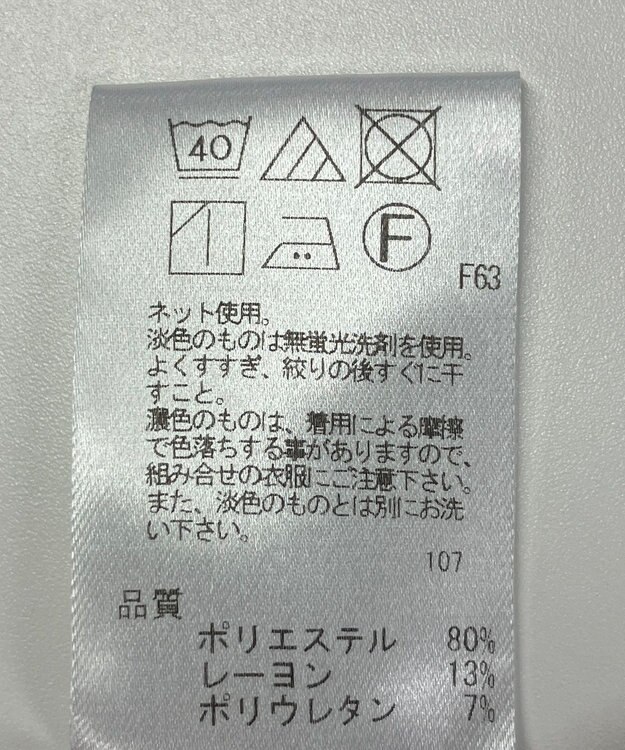 40
F
F63
ネット使用。
淡色のものは無蛍光洗剤を使用。
よくすすぎ、絞りの後すぐに干
すこと。
濃色のものは、着用による摩擦
で色落ちする事がありますので、
組み合せの衣服にご注意下さい。
また、淡色のものとは別にお洗
い下さい。
107
品質
ポリエステル 80%
レーヨン 13%
ポリウレタン 7%